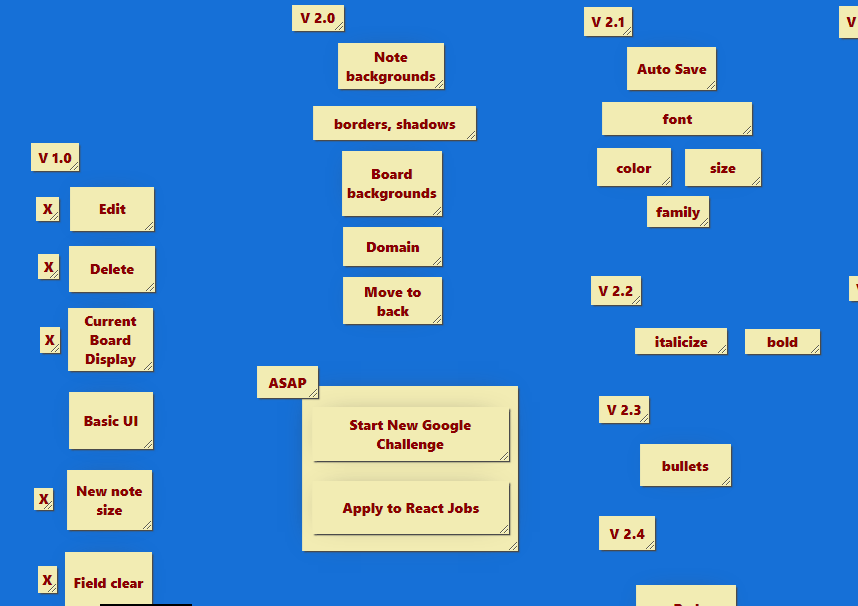 V 1.0
X
Edit
X
Delete
X
Current
Board
Display
Basic UI
X
New note
size
X
Field clear
V 2.0
Note
backgrounds
borders, shadows
Board
backgrounds
Domain
Move to
back
ASAP
Start New Google
Challenge
Apply to React Jobs
V 2.1
Auto Save
font
color
size
family
V 2.2
italicize
bold
V 2.3
bullets
V 2.4
V